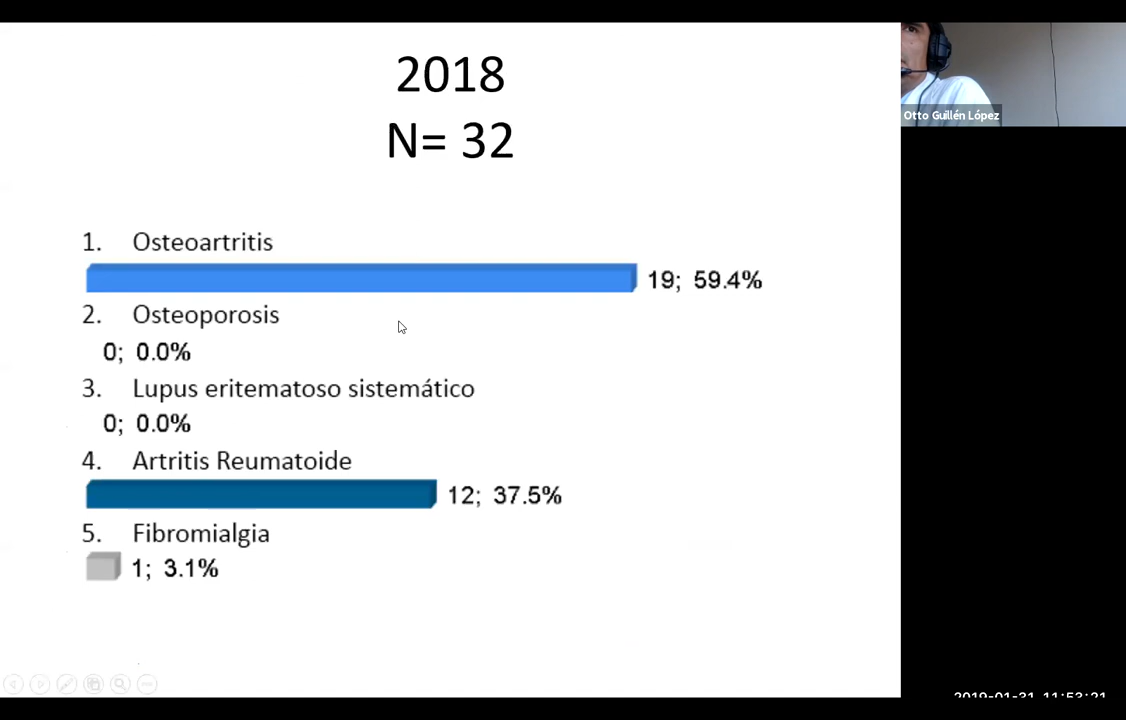 2018
N= 32
1. Osteoartritis
19; 59.4%
2. Osteoporosis
0; 0.0%
3. Lupus eritematoso sistemático
0; 0.0%
4. Artritis Reumatoide
12; 37.5%
5. Fibromialgia
1; 3.1%
Otto Guillén López
2019-01-31 11:53:21